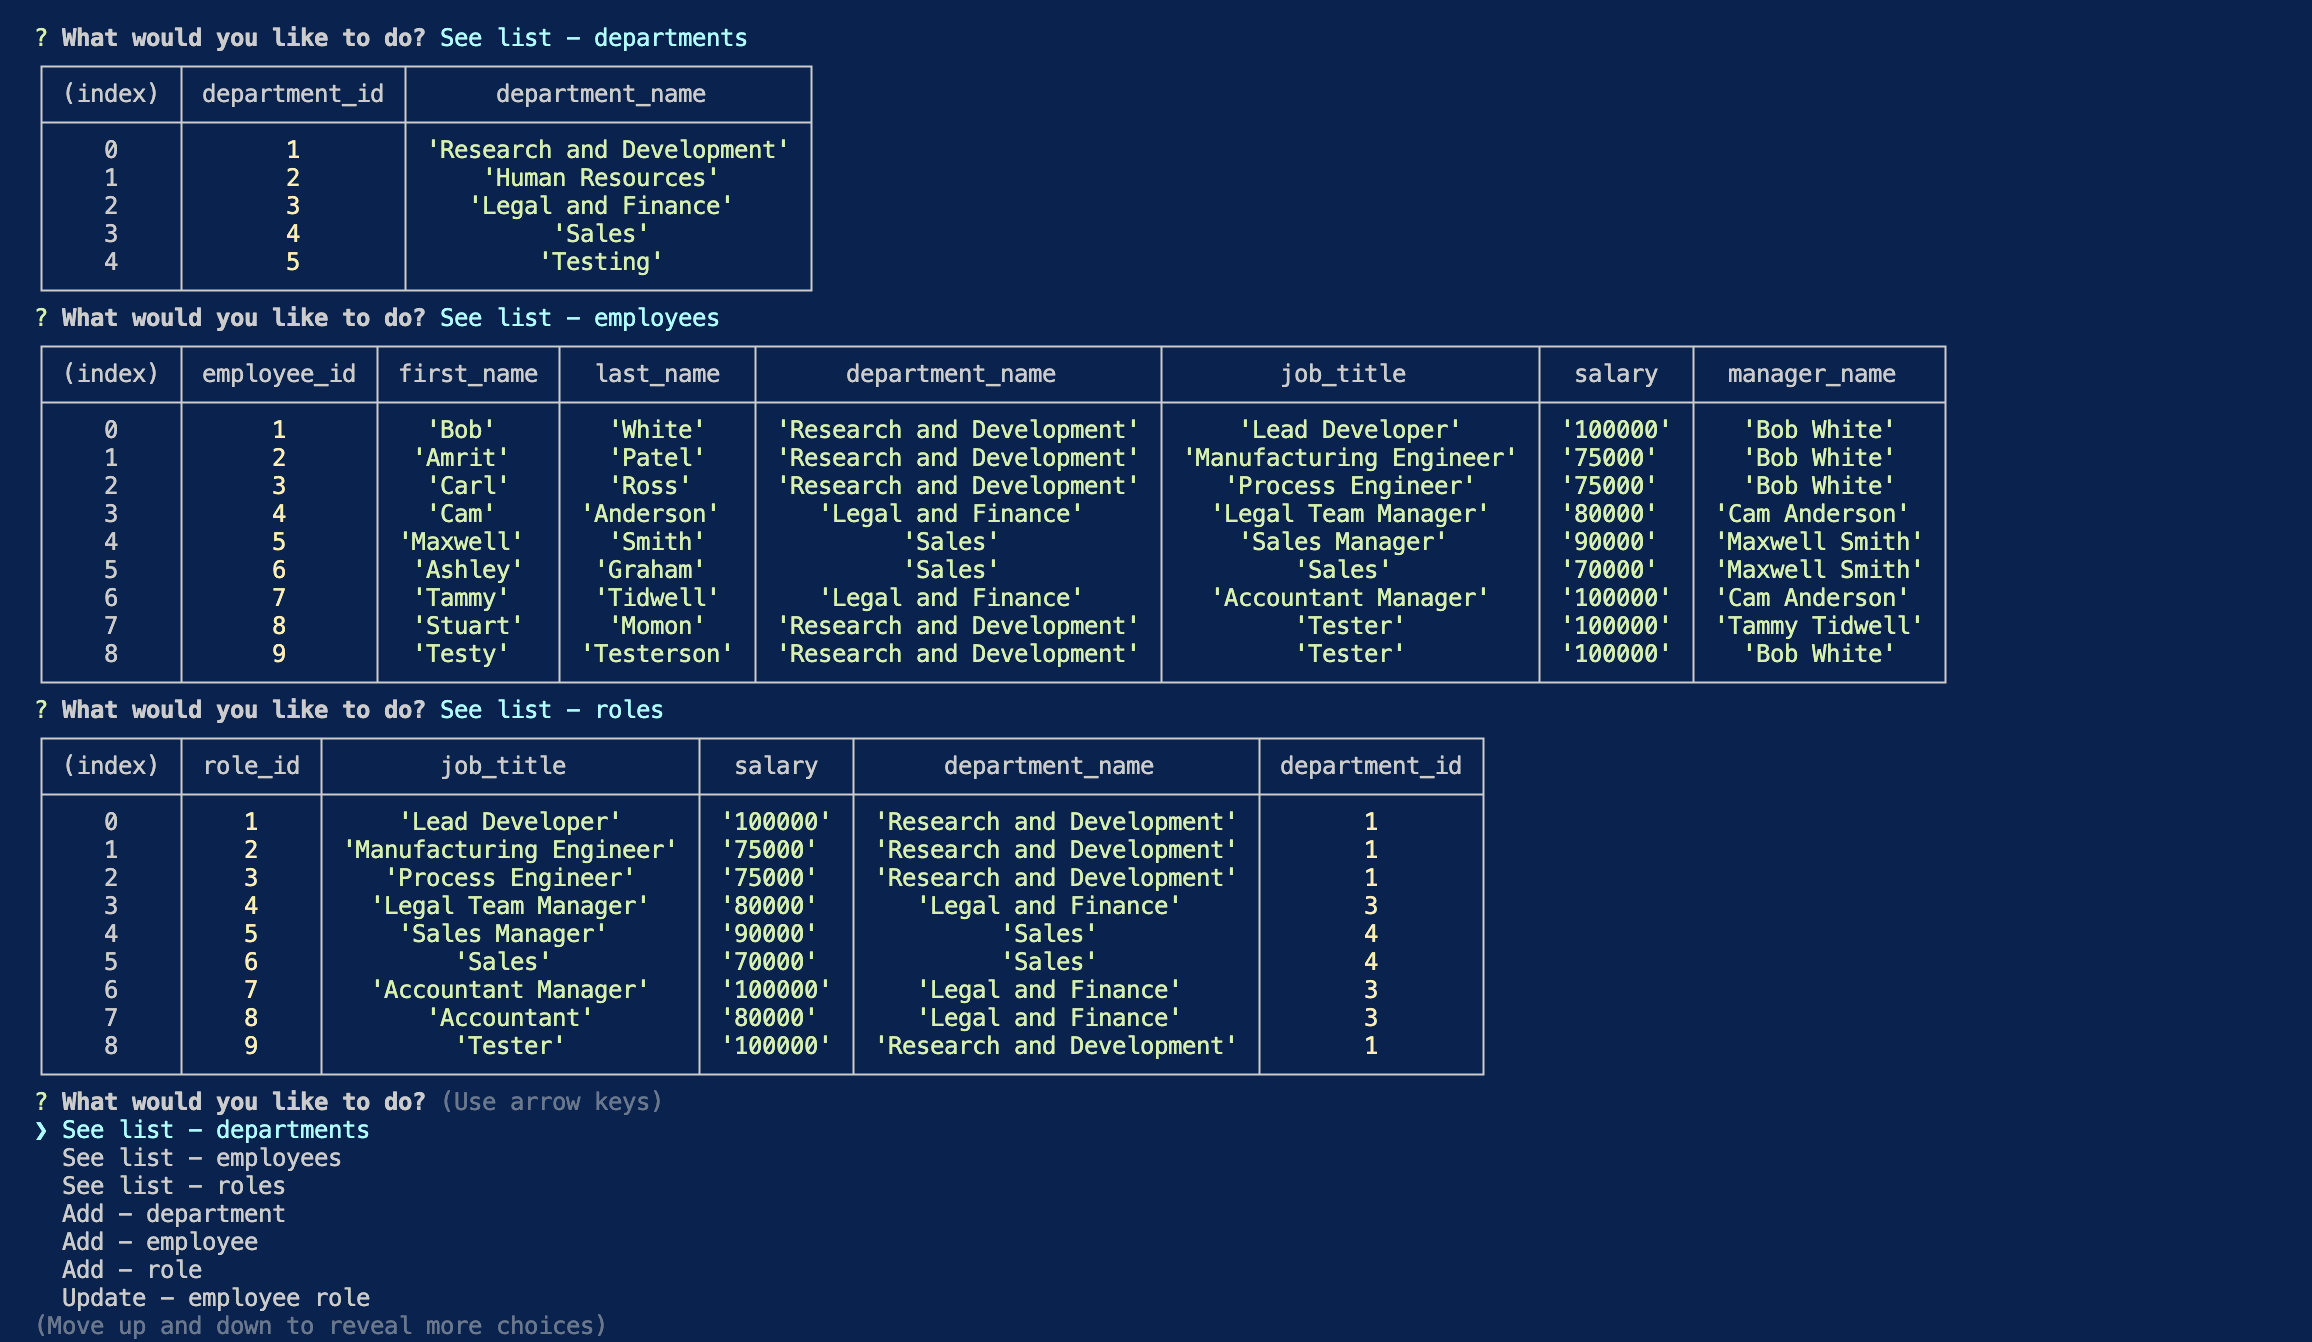 ? What would you like to do? See list – departments
(index) department_id department_name
0 1 'Research and Development'
1 2 'Human Resources'
2 3 'Legal and Finance'
3 4 'Sales'
4 5 'Testing'
? What would you like to do? See list – employees
(index) employee_id first_name last_name department_name job_title salary manager_name
0 1 'Bob' 'White' 'Research and Development' 'Lead Developer' '100000' 'Bob White'
1 2 'Amrit' 'Patel' 'Research and Development' 'Manufacturing Engineer' '75000' 'Bob White'
2 3 'Carl' 'Ross' 'Research and Development' 'Process Engineer' '75000' 'Bob White'
3 4 'Cam' 'Anderson' 'Legal and Finance' 'Legal Team Manager' '80000' 'Cam Anderson'
4 5 'Maxwell' 'Smith' 'Sales' 'Sales Manager' '90000' 'Maxwell Smith'
5 6 'Ashley' 'Graham' 'Sales' 'Sales' '70000' 'Maxwell Smith'
6 7 'Tammy' 'Tidwell' 'Legal and Finance' 'Accountant Manager' '100000' 'Cam Anderson'
7 8 'Stuart' 'Momon' 'Research and Development' 'Tester' '100000' 'Tammy Tidwell'
8 9 'Testy' 'Testerson' 'Research and Development' 'Tester' '100000' 'Bob White'
? What would you like to do? See list – roles
(index) role_id job_title salary department_name department_id
0 1 'Lead Developer' '100000' 'Research and Development' 1
1 2 'Manufacturing Engineer' '75000' 'Research and Development' 1
2 3 'Process Engineer' '75000' 'Research and Development' 1
3 4 'Legal Team Manager' '80000' 'Legal and Finance' 3
4 5 'Sales Manager' '90000' 'Sales' 4
5 6 'Sales' '70000' 'Sales' 4
6 7 'Accountant Manager' '100000' 'Legal and Finance' 3
7 8 'Accountant' '80000' 'Legal and Finance' 3
8 9 'Tester' '100000' 'Research and Development' 1
? What would you like to do? (Use arrow keys)
❯ See list – departments
See list – employees
See list – roles
Add – department
Add – employee
Add – role
Update – employee role
(Move up and down to reveal more choices)